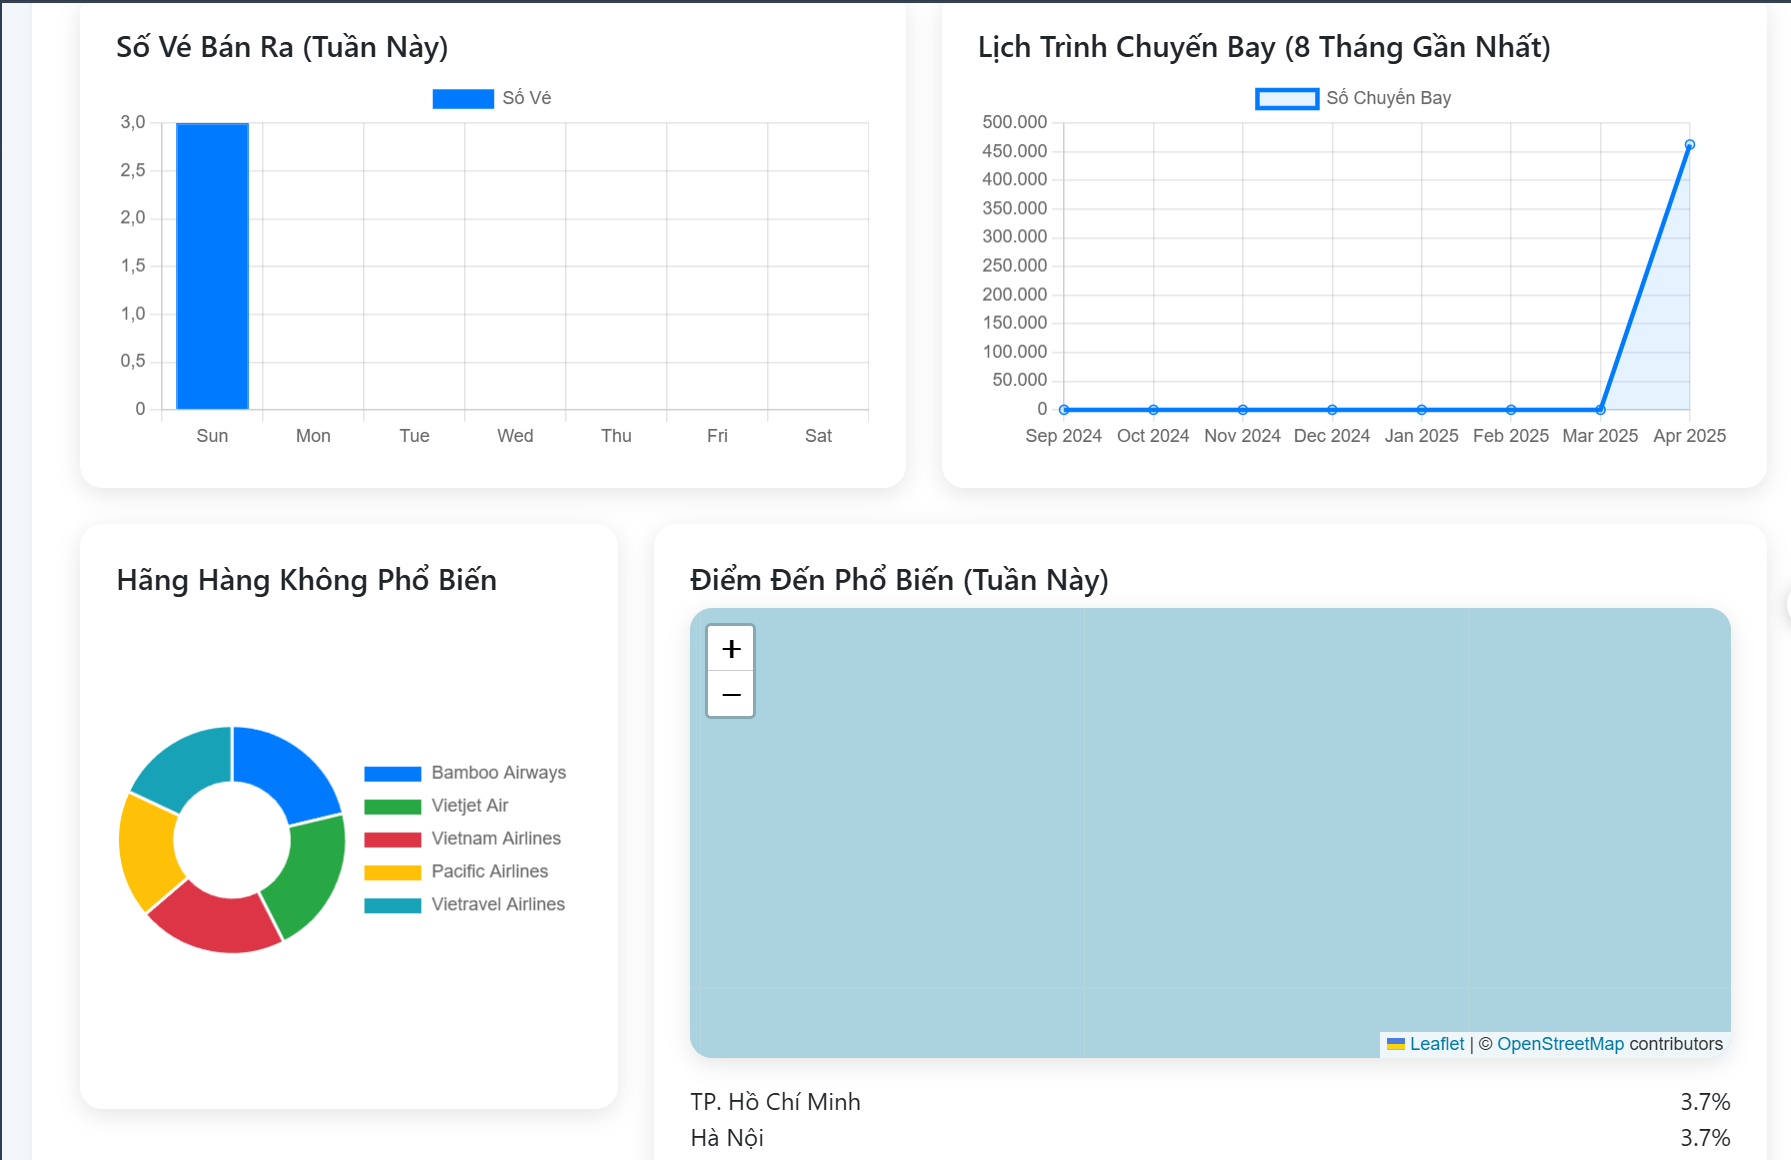 Số Vé Bán Ra (Tuần Này)
Số Vé
3,0
2,5
2,0
1,5
1,0
0,5
0
Sun Mon Tue Wed Thu Fri Sat
Lịch Trình Chuyến Bay (8 Tháng Gần Nhất)
Số Chuyến Bay
500.000
450.000
400.000
350.000
300.000
250.000
200.000
150.000
100.000
50.000
0
Sep 2024 Oct 2024 Nov 2024 Dec 2024 Jan 2025 Feb 2025 Mar 2025 Apr 2025
Hãng Hàng Không Phổ Biến
Bamboo Airways
Vietjet Air
Vietnam Airlines
Pacific Airlines
Vietravel Airlines
Điểm Đến Phổ Biến (Tuần Này)
+
−
Leaflet | © OpenStreetMap contributors
TP. Hồ Chí Minh 3.7%
Hà Nội 3.7%